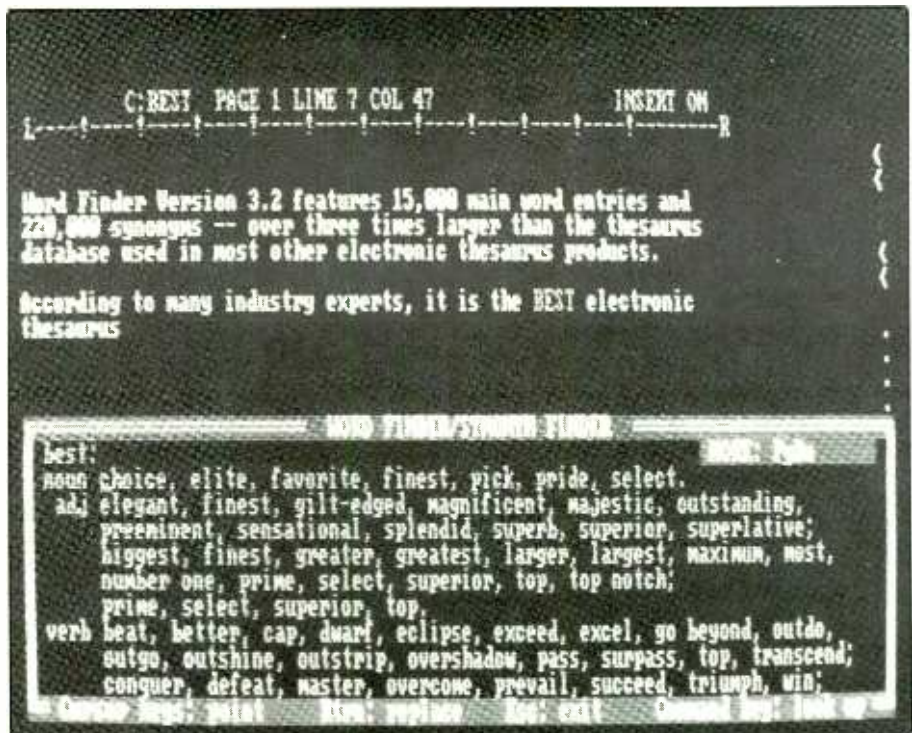 C:BEST PAGE 1 LINE 7 COL 47 INSERT ON
L----!----!----!----!----!----!----!----!----!----!----!--------R
Word Finder Version 3.2 features 15,000 main word entries and
220,000 synonyms -- over three times larger than the thesaurus
database used in most other electronic thesaurus products.
According to many industry experts, it is the BEST electronic
thesaurus
WORD FINDER/SYNONYM FINDER
best:
noun choice, elite, favorite, finest, pick, pride, select.
adj elegant, finest, gilt-edged, magnificent, majestic, outstanding,
preeminent, sensational, splendid, superb, superior, superlative;
biggest, finest, greater, greatest, larger, largest, maximum, most,
number one, prime, select, superior, top, top notch;
prime, select, superior, top.
verb beat, better, cap, dwarf, eclipse, exceed, excel, go beyond, outdo,
outgo, outshine, outstrip, overshadow, pass, surpass, top, transcend;
conquer, defeat, master, overcome, prevail, succeed, triumph, win;